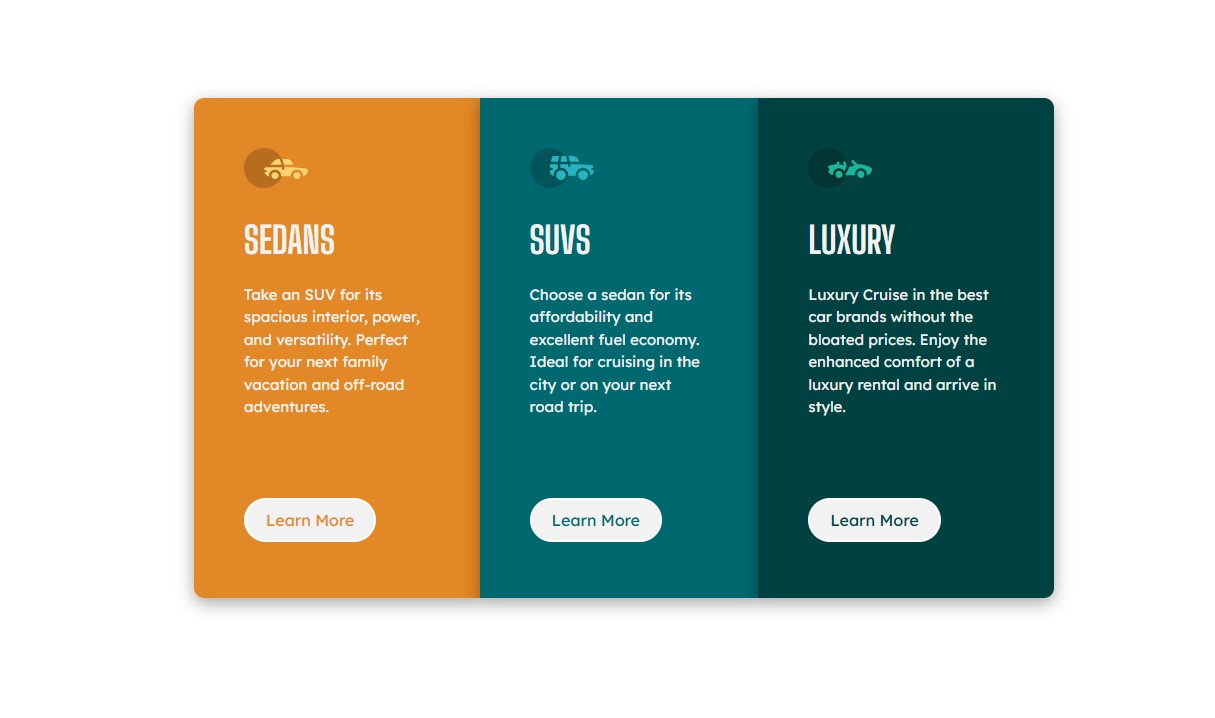 SEDANS
Take an SUV for its
spacious interior, power,
and versatility. Perfect
for your next family
vacation and off-road
adventures.
Learn More
SUVS
Choose a sedan for its
affordability and
excellent fuel economy.
Ideal for cruising in the
city or on your next
road trip.
Learn More
LUXURY
Luxury Cruise in the best
car brands without the
bloated prices. Enjoy the
enhanced comfort of a
luxury rental and arrive in
style.
Learn More